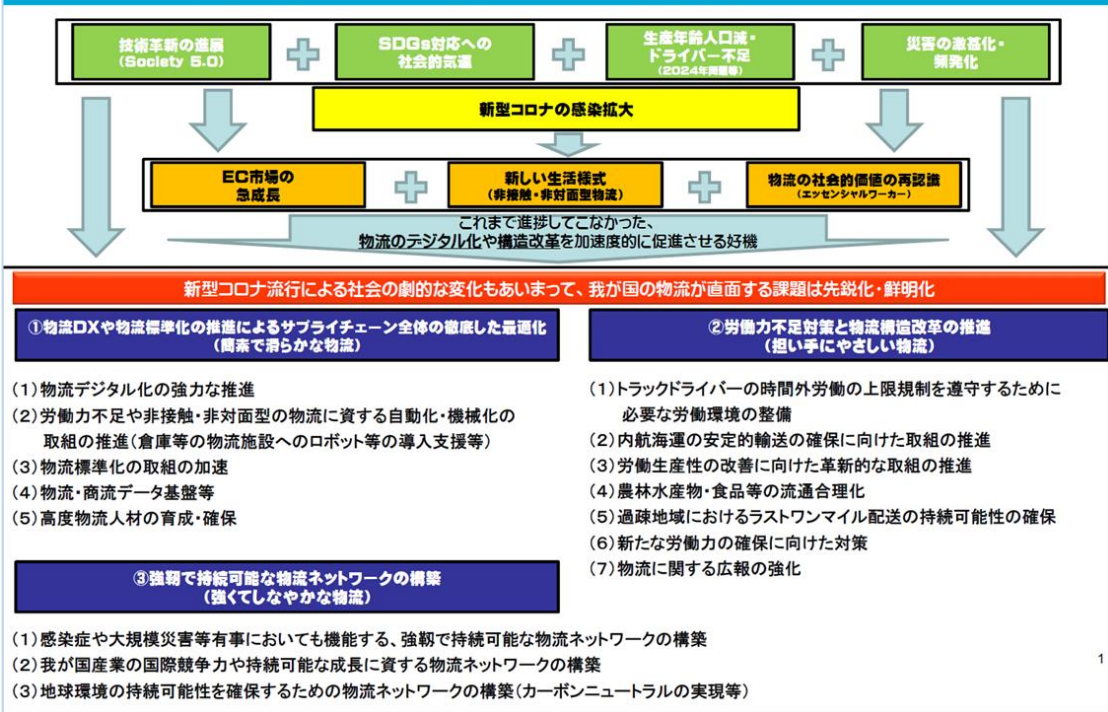 技術革新の進展
(Society 5.0)
SDGs対応への
社会的気運
生産年齢人口減・
ドライバー不足
(2024年問題等)
災害の激甚化・
頻発化
新型コロナの感染拡大
EC市場の
急成長
新しい生活様式
(非接触・非対面型物流)
物流の社会的価値の再認識
(エッセンシャルワーカー)
これまで進捗してこなかった、
物流のデジタル化や構造改革を加速度的に促進させる好機
新型コロナ流行による社会の劇的な変化もあいまって、我が国の物流が直面する課題は先鋭化・鮮明化
①物流DXや物流標準化の推進によるサプライチェーン全体の徹底した最適化
(簡素で滑らかな物流)
(1)物流デジタル化の強力な推進
(2)労働力不足や非接触・非対面型の物流に資する自動化・機械化の
取組の推進(倉庫等の物流施設へのロボット等の導入支援等)
(3)物流標準化の取組の加速
(4)物流・商流データ基盤等
(5)高度物流人材の育成・確保
②労働力不足対策と物流構造改革の推進
(担い手にやさしい物流)
(1)トラックドライバーの時間外労働の上限規制を遵守するために
必要な労働環境の整備
(2)内航海運の安定的輸送の確保に向けた取組の推進
(3)労働生産性の改善に向けた革新的な取組の推進
(4)農林水産物・食品等の流通合理化
(5)過疎地域におけるラストワンマイル配送の持続可能性の確保
(6)新たな労働力の確保に向けた対策
(7)物流に関する広報の強化
③強靭で持続可能な物流ネットワークの構築
(強くてしなやかな物流)
(1)感染症や大規模災害等有事においても機能する、強靭で持続可能な物流ネットワークの構築
(2)我が国産業の国際競争力や持続可能な成長に資する物流ネットワークの構築
(3)地球環境の持続可能性を確保するための物流ネットワークの構築(カーボンニュートラルの実現等)
1